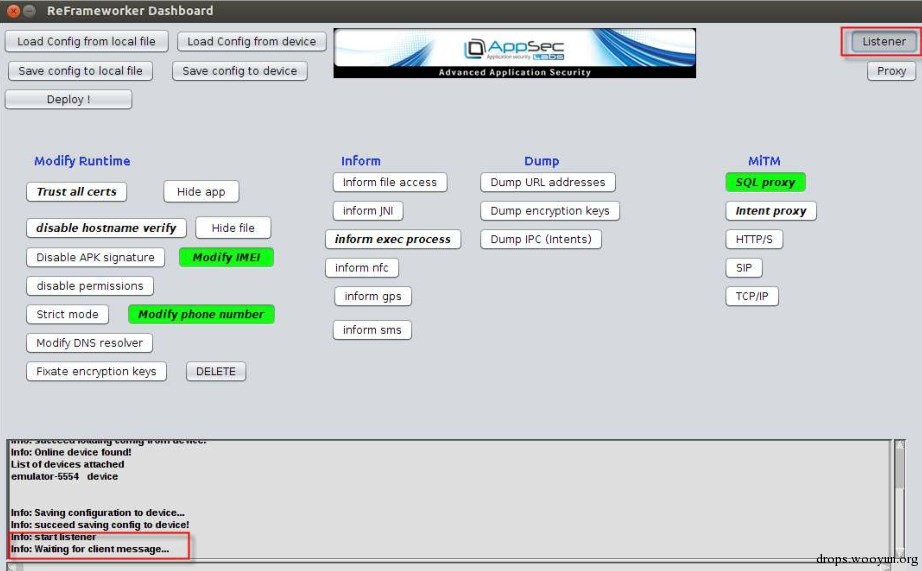 ReFrameworker Dashboard
Load Config from local file
Load Config from device
Save config to local file
Save config to device
Deploy !
AppSec
Application security
LABS
Advanced Application Security
Listener
Proxy
Modify Runtime
Trust all certs
Hide app
disable hostname verify
Hide file
Disable APK signature
Modify IMEI
disable permissions
Strict mode
Modify phone number
Modify DNS resolver
Fixate encryption keys
DELETE
Inform
Inform file access
inform JNI
inform exec process
inform nfc
inform gps
inform sms
Dump
Dump URL addresses
Dump encryption keys
Dump IPC (Intents)
MiTM
SQL proxy
Intent proxy
HTTP/S
SIP
TCP/IP
Info: succeed loading config from device.
Info: Online device found!
List of devices attached
emulator-5554 device
Info: Saving configuration to device...
Info: succeed saving config to device!
Info: start listener
Info: Waiting for client message...
drops.wooyun.org